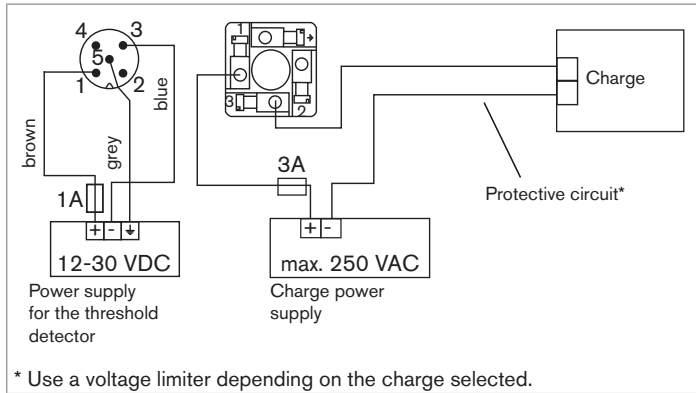 4 3
5
1 2
brown
grey
blue
1A
+ - ⏚
12-30 VDC
Power supply
for the threshold
detector
1
3
2
3A
+ -
max. 250 VAC
Charge power
supply
Charge
Protective circuit*
* Use a voltage limiter depending on the charge selected.